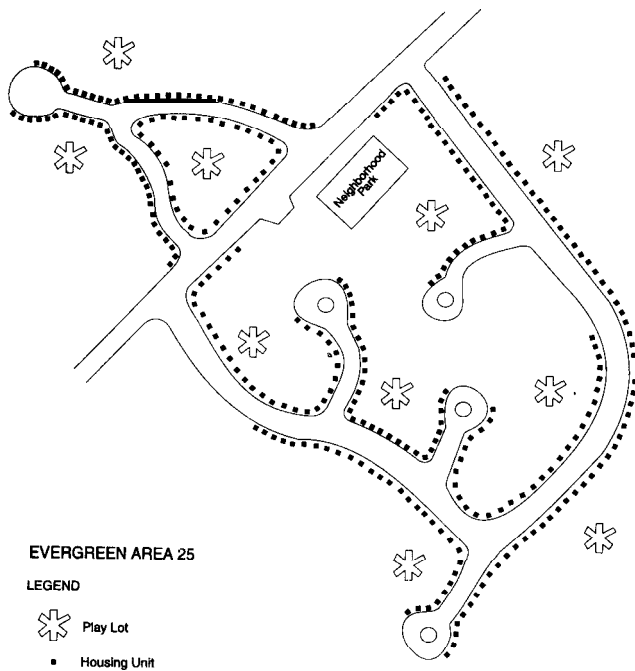 Neighborhood
Park
EVERGREEN AREA 25
LEGEND
Play Lot
Housing Unit